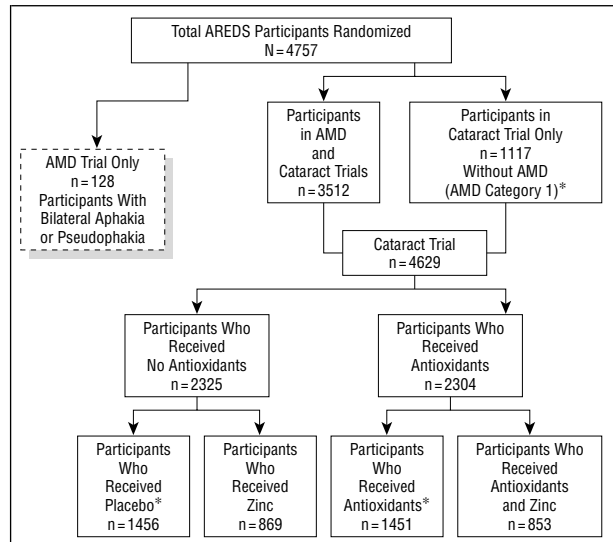 Total AREDS Participants Randomized
N=4757
AMD Trial Only
n=128
Participants With
Bilateral Aphakia
or Pseudophakia
Participants
in AMD
and
Cataract Trials
n=3512
Participants in
Cataract Trial Only
n=1117
Without AMD
(AMD Category 1)*
Cataract Trial
n=4629
Participants Who
Received
No Antioxidants
n=2325
Participants Who
Received
Antioxidants
n=2304
Participants
Who
Received
Placebo*
n=1456
Participants
Who
Received
Zinc
n=869
Participants
Who
Received
Antioxidants*
n=1451
Participants Who
Received
Antioxidants
and Zinc
n=853